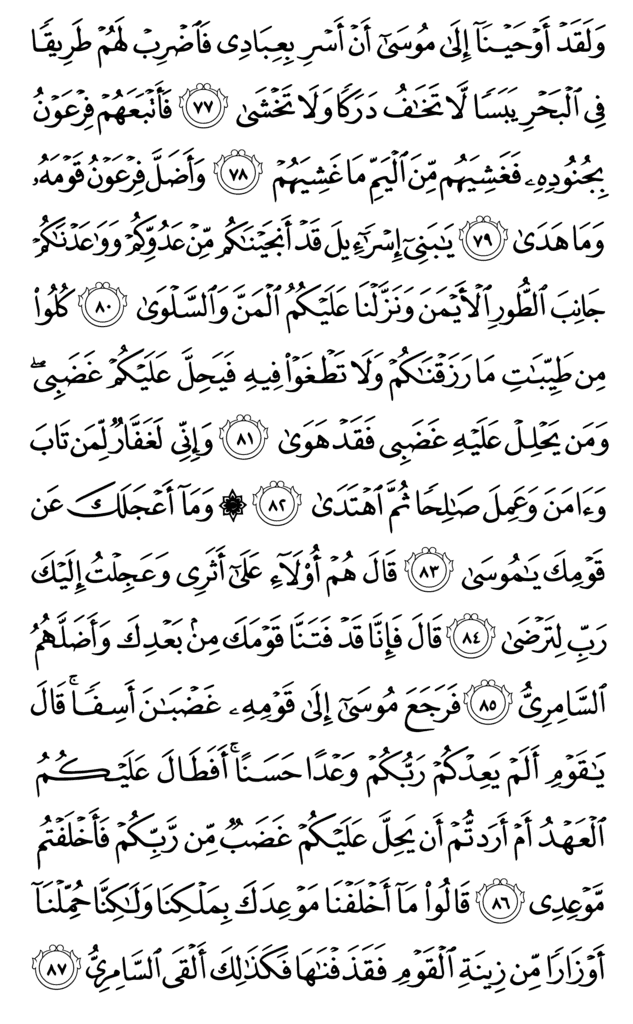 وَلَقَدۡ أَوۡحَيۡنَآ إِلَىٰ مُوسَىٰٓ أَنۡ أَسۡرِ بِعِبَادِي فَٱضۡرِبۡ لَهُمۡ طَرِيقٗا
فِي ٱلۡبَحۡرِ يَبَسٗا لَّا تَخَٰفُ دَرَكٗا وَلَا تَخۡشَىٰ ٧٧ فَأَتۡبَعَهُمۡ فِرۡعَوۡنُ
بِجُنُودِهِۦ فَغَشِيَهُم مِّنَ ٱلۡيَمِّ مَا غَشِيَهُمۡ ٧٨ وَأَضَلَّ فِرۡعَوۡنُ قَوۡمَهُۥ
وَمَا هَدَىٰ ٧٩ يَٰبَنِيٓ إِسۡرَٰٓءِيلَ قَدۡ أَنجَيۡنَٰكُم مِّنۡ عَدُوِّكُمۡ وَوَٰعَدۡنَٰكُمۡ
جَانِبَ ٱلطُّورِ ٱلۡأَيۡمَنَ وَنَزَّلۡنَا عَلَيۡكُمُ ٱلۡمَنَّ وَٱلسَّلۡوَىٰ ٨٠ كُلُواْ
مِن طَيِّبَٰتِ مَا رَزَقۡنَٰكُمۡ وَلَا تَطۡغَوۡاْ فِيهِ فَيَحِلَّ عَلَيۡكُمۡ غَضَبِيۖ
وَمَن يَحۡلِلۡ عَلَيۡهِ غَضَبِي فَقَدۡ هَوَىٰ ٨١ وَإِنِّي لَغَفَّارٞ لِّمَن تَابَ
وَءَامَنَ وَعَمِلَ صَٰلِحٗا ثُمَّ ٱهۡتَدَىٰ ٨٢ ۞ وَمَآ أَعۡجَلَكَ عَن
قَوۡمِكَ يَٰمُوسَىٰ ٨٣ قَالَ هُمۡ أُوْلَآءِ عَلَىٰٓ أَثَرِي وَعَجِلۡتُ إِلَيۡكَ
رَبِّ لِتَرۡضَىٰ ٨٤ قَالَ فَإِنَّا قَدۡ فَتَنَّا قَوۡمَكَ مِنۢ بَعۡدِكَ وَأَضَلَّهُمُ
ٱلسَّامِرِيُّ ٨٥ فَرَجَعَ مُوسَىٰٓ إِلَىٰ قَوۡمِهِۦ غَضۡبَٰنَ أَسِفٗاۚ قَالَ
يَٰقَوۡمِ أَلَمۡ يَعِدۡكُمۡ رَبُّكُمۡ وَعۡدًا حَسَنًاۚ أَفَطَالَ عَلَيۡكُمُ
ٱلۡعَهۡدُ أَمۡ أَرَدتُّمۡ أَن يَحِلَّ عَلَيۡكُمۡ غَضَبٞ مِّن رَّبِّكُمۡ فَأَخۡلَفۡتُم
مَّوۡعِدِي ٨٦ قَالُواْ مَآ أَخۡلَفۡنَا مَوۡعِدَكَ بِمَلۡكِنَا وَلَٰكِنَّا حُمِّلۡنَآ
أَوۡزَارٗا مِّن زِينَةِ ٱلۡقَوۡمِ فَقَذَفۡنَٰهَا فَكَذَٰلِكَ أَلۡقَى ٱلسَّامِرِيُّ ٨٧